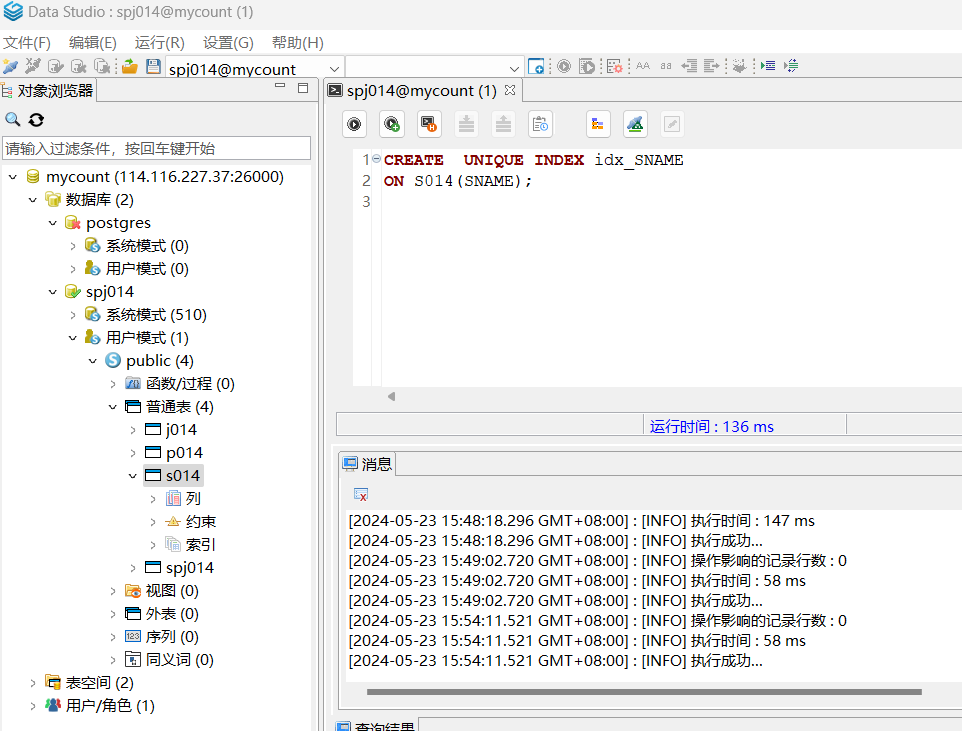 Data Studio : spj014@mycount (1)
文件(F) 编辑(E) 运行(R) 设置(G) 帮助(H)
spj014@mycount
AA aa
对象浏览器
请输入过滤条件，按回车键开始
mycount (114.116.227.37:26000)
数据库 (2)
postgres
系统模式 (0)
用户模式 (0)
spj014
系统模式 (510)
用户模式 (1)
public (4)
函数/过程 (0)
普通表 (4)
j014
p014
s014
列
约束
索引
spj014
视图 (0)
外表 (0)
序列 (0)
同义词 (0)
表空间 (2)
用户/角色 (1)
spj014@mycount (1)
1 CREATE  UNIQUE INDEX idx_SNAME
2 ON S014(SNAME);
3
运行时间 : 136 ms
消息
[2024-05-23 15:48:18.296 GMT+08:00] : [INFO] 执行时间 : 147 ms
[2024-05-23 15:48:18.296 GMT+08:00] : [INFO] 执行成功...
[2024-05-23 15:49:02.720 GMT+08:00] : [INFO] 操作影响的记录行数 : 0
[2024-05-23 15:49:02.720 GMT+08:00] : [INFO] 执行时间 : 58 ms
[2024-05-23 15:49:02.720 GMT+08:00] : [INFO] 执行成功...
[2024-05-23 15:54:11.521 GMT+08:00] : [INFO] 操作影响的记录行数 : 0
[2024-05-23 15:54:11.521 GMT+08:00] : [INFO] 执行时间 : 58 ms
[2024-05-23 15:54:11.521 GMT+08:00] : [INFO] 执行成功...
查询结果